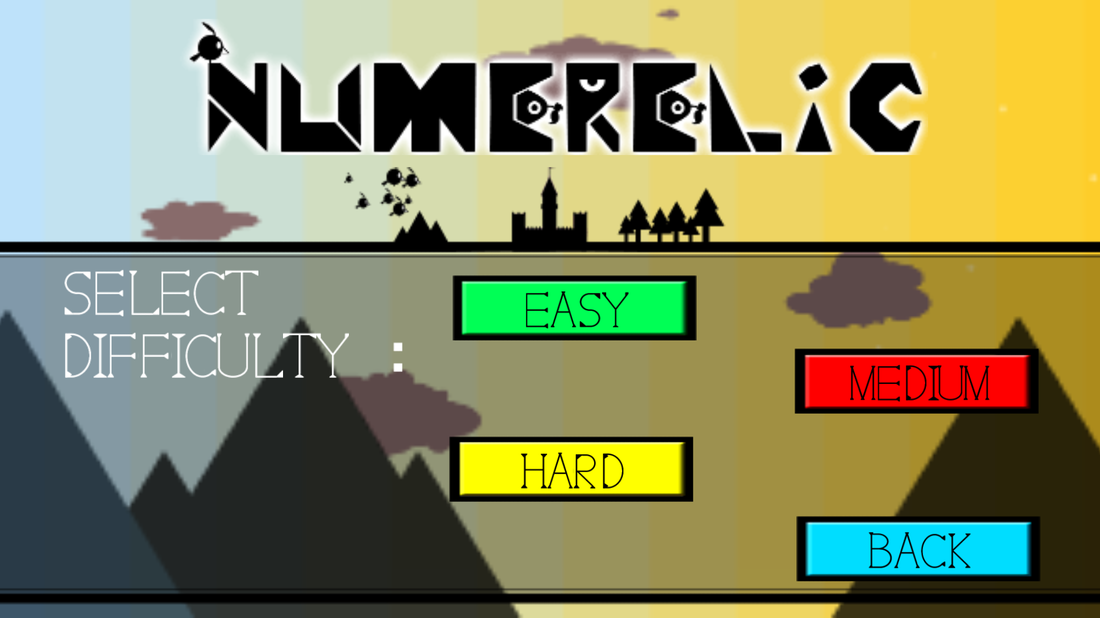 NUMERELIC
SELECT
DIFFICULTY :
EASY
MEDIUM
HARD
BACK